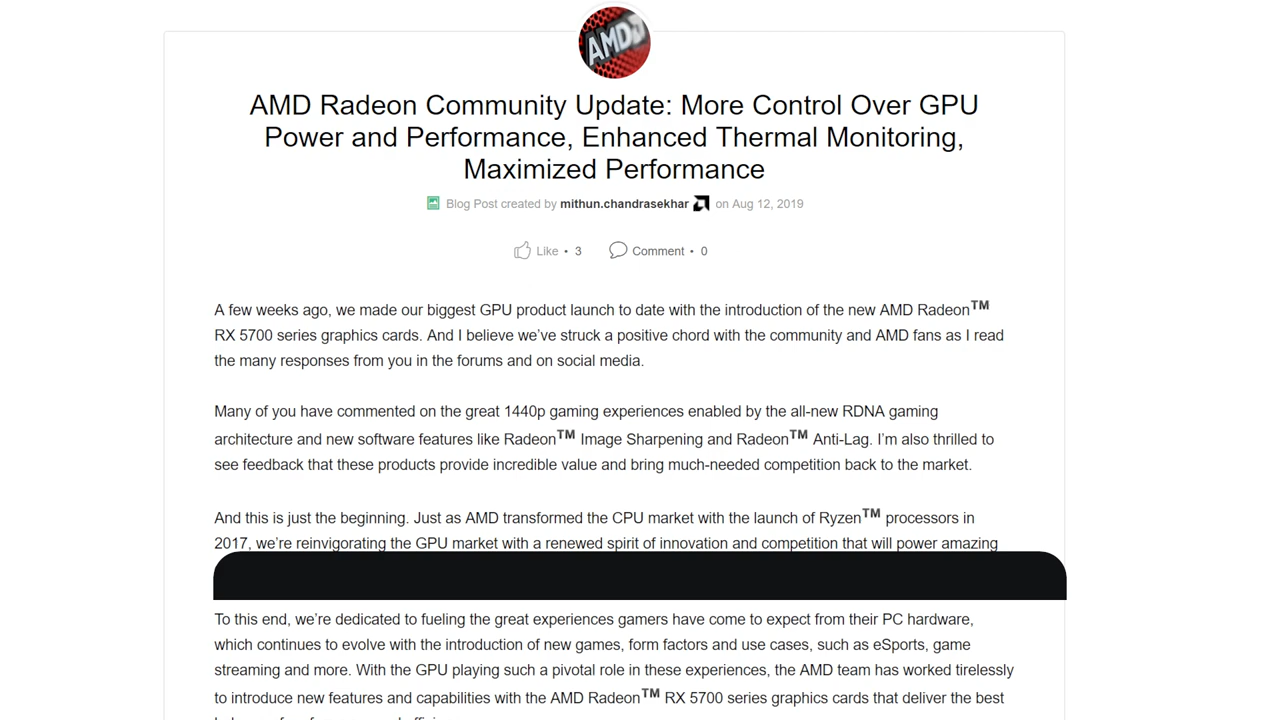 AMD
AMD Radeon Community Update: More Control Over GPU
Power and Performance, Enhanced Thermal Monitoring,
Maximized Performance
Blog Post created by mithun.chandrasekhar on Aug 12, 2019
Like • 3 Comment • 0
A few weeks ago, we made our biggest GPU product launch to date with the introduction of the new AMD Radeon™
RX 5700 series graphics cards. And I believe we’ve struck a positive chord with the community and AMD fans as I read
the many responses from you in the forums and on social media.
Many of you have commented on the great 1440p gaming experiences enabled by the all-new RDNA gaming
architecture and new software features like Radeon™ Image Sharpening and Radeon™ Anti-Lag. I’m also thrilled to
see feedback that these products provide incredible value and bring much-needed competition back to the market.
And this is just the beginning. Just as AMD transformed the CPU market with the launch of Ryzen™ processors in
2017, we’re reinvigorating the GPU market with a renewed spirit of innovation and competition that will power amazing
To this end, we’re dedicated to fueling the great experiences gamers have come to expect from their PC hardware,
which continues to evolve with the introduction of new games, form factors and use cases, such as eSports, game
streaming and more. With the GPU playing such a pivotal role in these experiences, the AMD team has worked tirelessly
to introduce new features and capabilities with the AMD Radeon™ RX 5700 series graphics cards that deliver the best